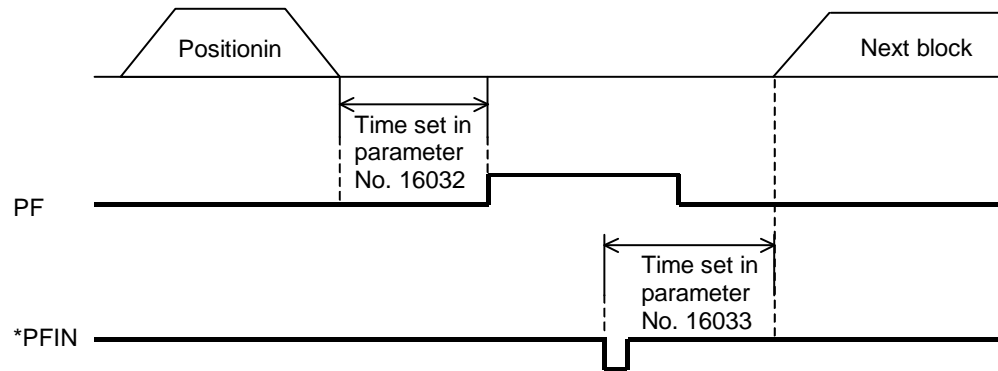 Positionin
Next block
Time set in
parameter
No. 16032
PF
Time set in
parameter
No. 16033
*PFIN